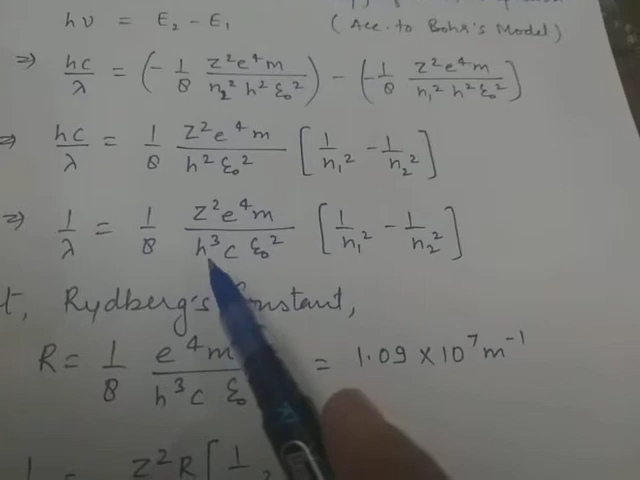 hν = E₂ - E₁ (Acc. to Bohr's Model)
⇒ hc/λ = (- 1/8 Z²e⁴m/n₂²h²ε₀²) - (- 1/8 Z²e⁴m/n₁²h²ε₀²)
⇒ hc/λ = 1/8 Z²e⁴m/h²ε₀² [1/n₁² - 1/n₂²]
⇒ 1/λ = 1/8 Z²e⁴m/h³cε₀² [1/n₁² - 1/n₂²]
Rydberg's Constant,
R = 1/8 e⁴m/h³cε₀ = 1.09 × 10⁷ m⁻¹
= Z²R [1